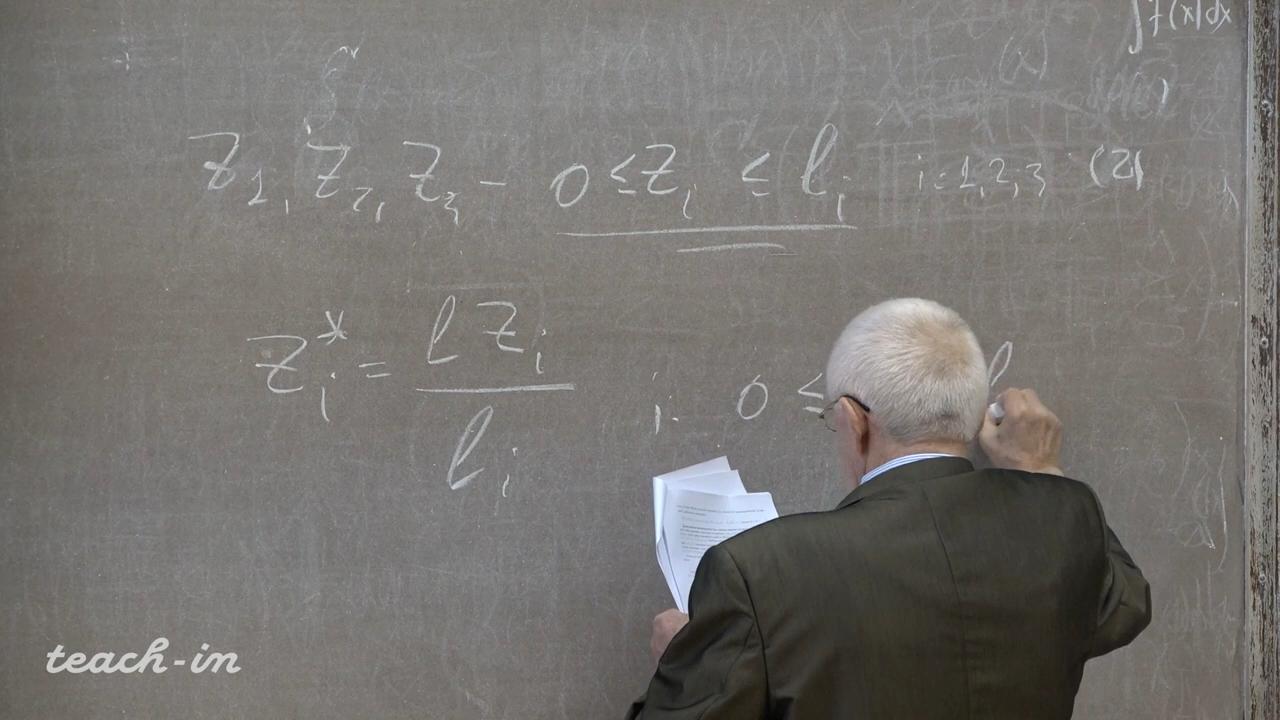 ∫ f(x) dx
Z₁, Z₂, Z₃ – 0 ≤ Zᵢ ≤ ℓᵢ i = 1, 2, 3 (2)
Zᵢ* = ℓ Zᵢ / ℓᵢ 0 ≤ ℓ
teach-in